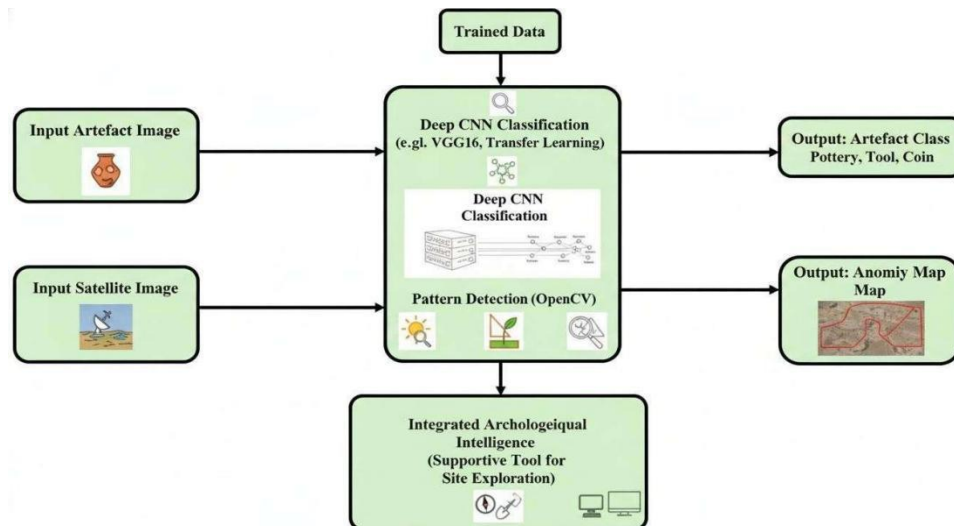 Trained Data
Input Artefact Image
Deep CNN Classification
(e.gl. VGG16, Transfer Learning)
Output: Artefact Class
Pottery, Tool, Coin
Deep CNN
Classification
Input Satellite Image
Pattern Detection (OpenCV)
Output: Anomiy Map
Map
Integrated Archologeiqual
Intelligence
(Supportive Tool for
Site Exploration)